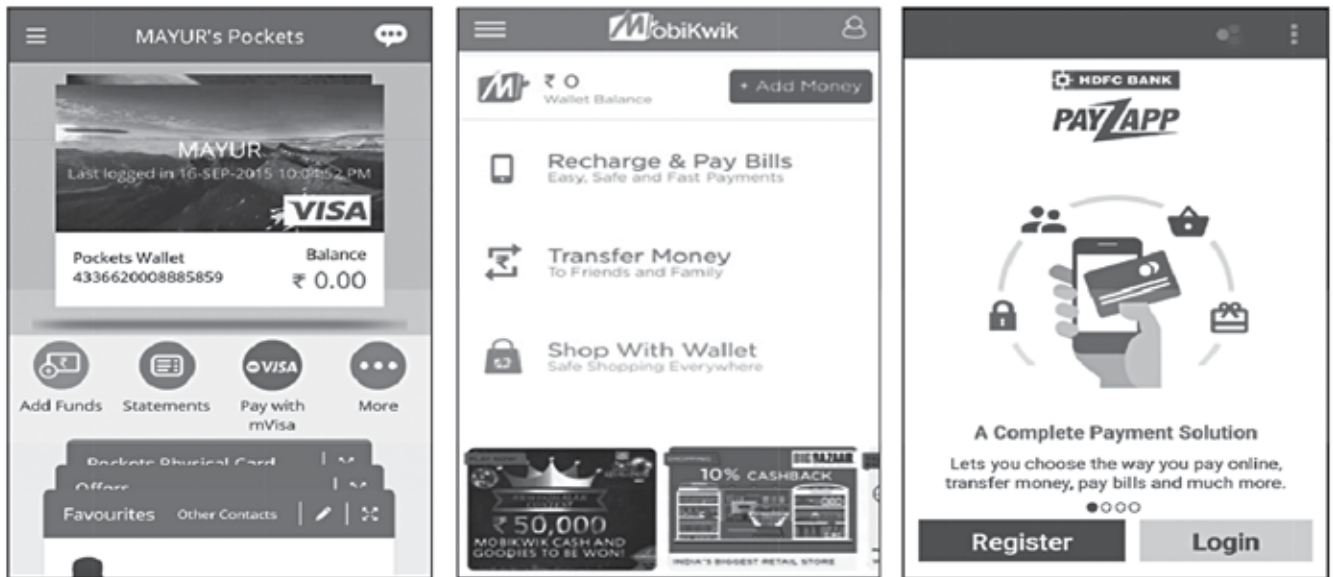 MAYUR's Pockets
MAYUR
Last logged in 16-SEP-2015 10:04:52 PM
VISA
Pockets Wallet
Balance
4336620008885859
₹ 0.00
VISA
Add Funds
Statements
Pay with
mVisa
More
Pockets Physical Card
Offers
Favourites
Other Contacts
MobiKwik
₹ 0
Wallet Balance
+ Add Money
Recharge & Pay Bills
Easy, Safe and Fast Payments
Transfer Money
To Friends and Family
Shop With Wallet
Safe Shopping Everywhere
PLAY NOW!
CONTEST
₹ 50,000
MOBIKWIK CASH AND
GOODIES TO BE WON!
SHOPPING
BIG BAZAAR
10% CASHBACK
INDIA'S BIGGEST RETAIL STORE
HDFC BANK
PAYZAPP
A Complete Payment Solution
Lets you choose the way you pay online,
transfer money, pay bills and much more.
Register
Login